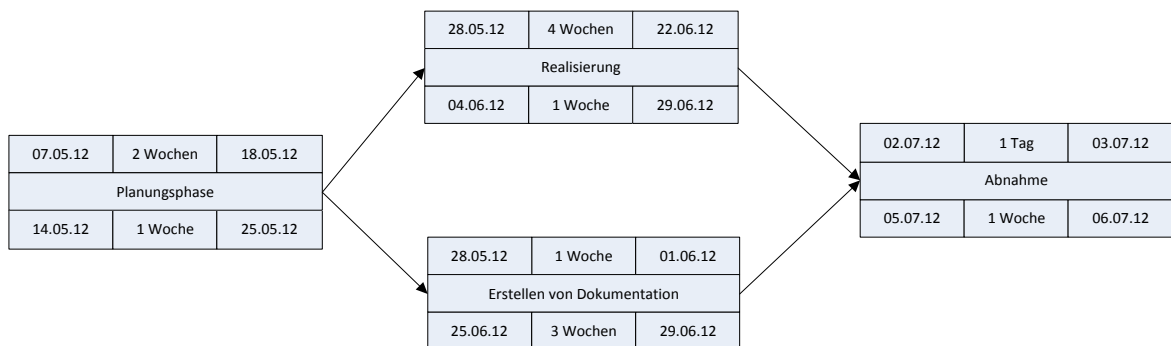 28.05.12 4 Wochen 22.06.12
Realisierung
04.06.12 1 Woche 29.06.12
07.05.12 2 Wochen 18.05.12
Planungsphase
14.05.12 1 Woche 25.05.12
02.07.12 1 Tag 03.07.12
Abnahme
05.07.12 1 Woche 06.07.12
28.05.12 1 Woche 01.06.12
Erstellen von Dokumentation
25.06.12 3 Wochen 29.06.12